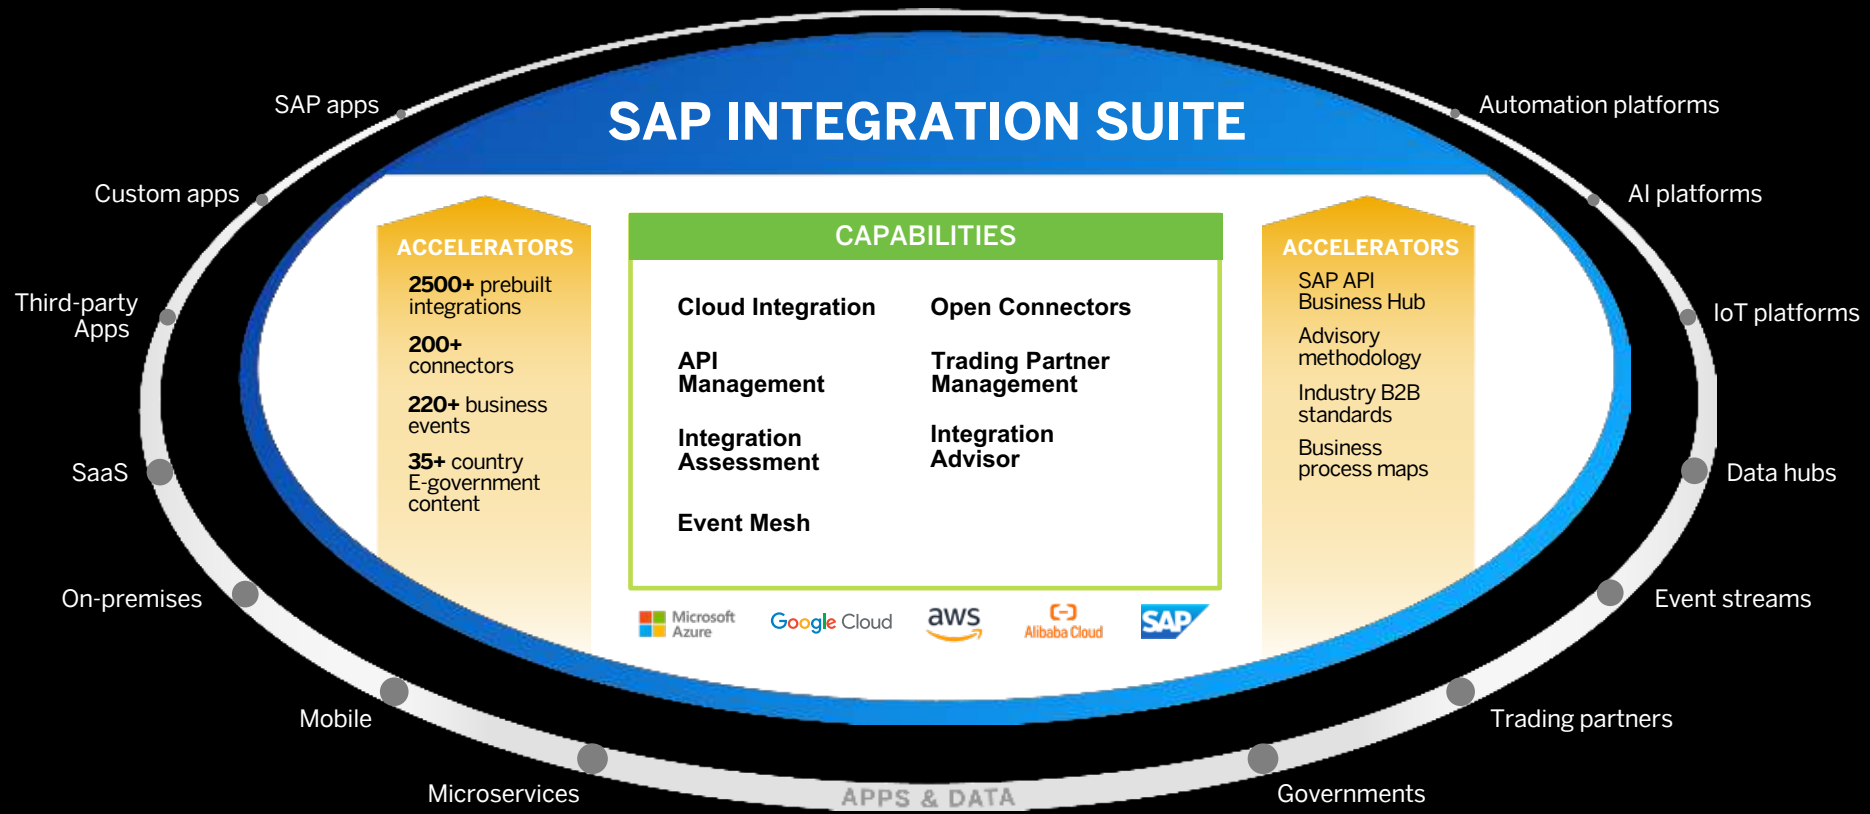 SAP INTEGRATION SUITE
SAP apps
Custom apps
Third-party
Apps
SaaS
On-premises
Mobile
Microservices
ACCELERATORS
2500+ prebuilt
integrations
200+
connectors
220+ business
events
35+ country
E-government
content
CAPABILITIES
Cloud Integration
API
Management
Integration
Assessment
Event Mesh
Open Connectors
Trading Partner
Management
Integration
Advisor
Microsoft
Azure
Google Cloud
aws
Alibaba Cloud
SAP
ACCELERATORS
SAP API
Business Hub
Advisory
methodology
Industry B2B
standards
Business
process maps
Automation platforms
AI platforms
IoT platforms
Data hubs
Event streams
Trading partners
Governments
APPS & DATA